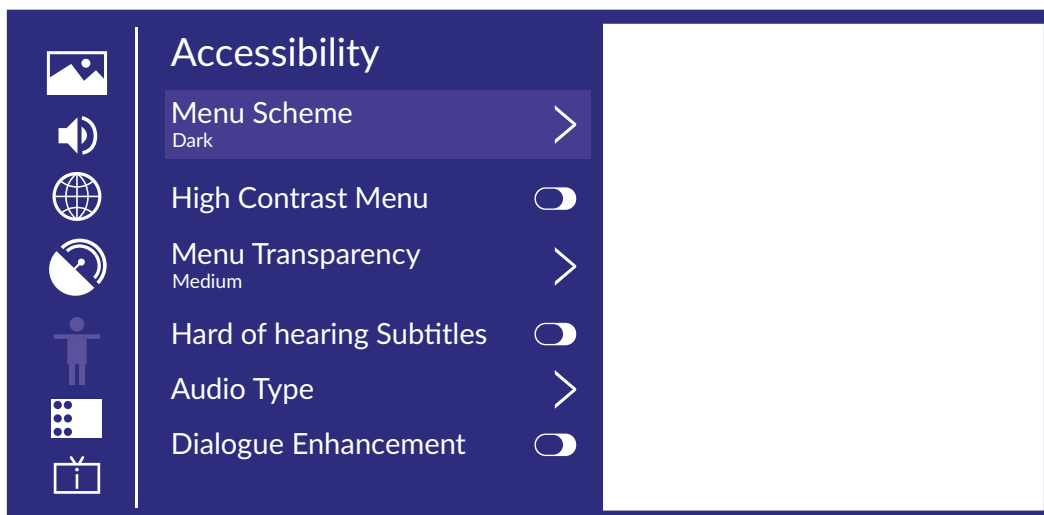 Accessibility
Menu Scheme
Dark
High Contrast Menu
Menu Transparency
Medium
Hard of hearing Subtitles
Audio Type
Dialogue Enhancement
i